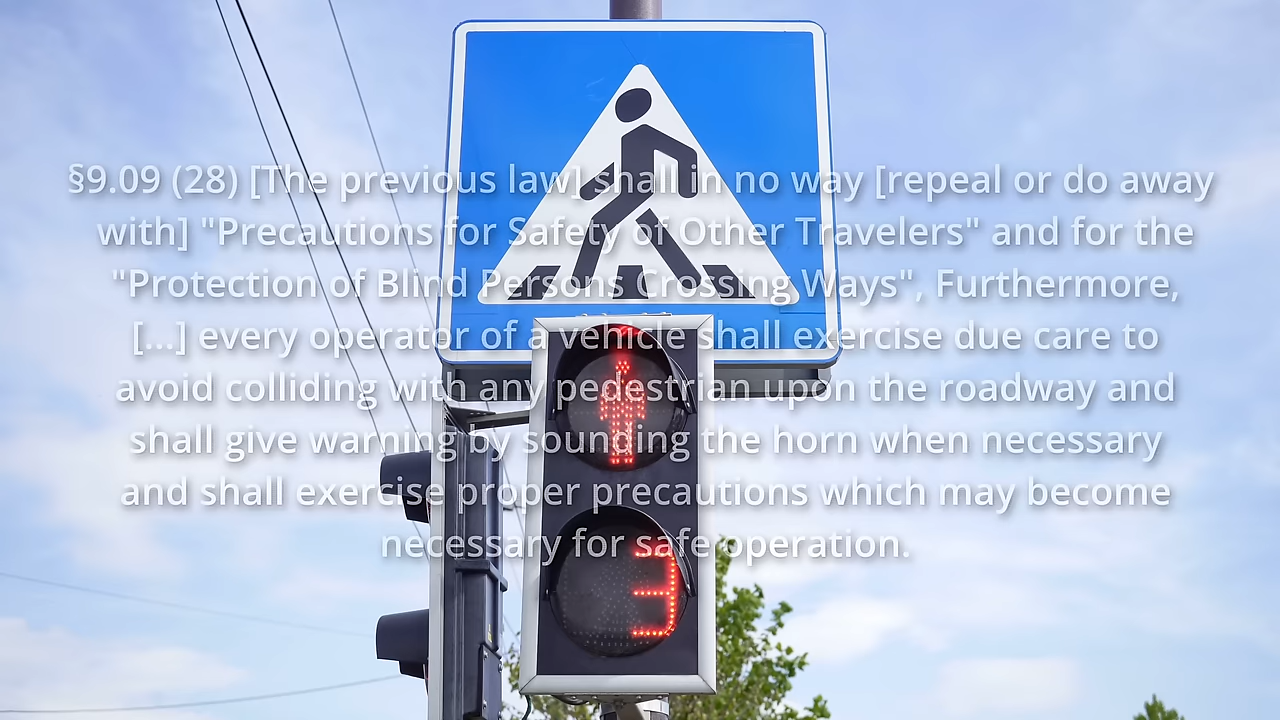 §9.09 (28) [The previous law] shall in no way [repeal or do away
with] "Precautions for Safety of Other Travelers" and for the
"Protection of Blind Persons Crossing Ways", Furthermore,
[...] every operator of a vehicle shall exercise due care to
avoid colliding with any pedestrian upon the roadway and
shall give warning by sounding the horn when necessary
and shall exercise proper precautions which may become
necessary for safe operation.
3